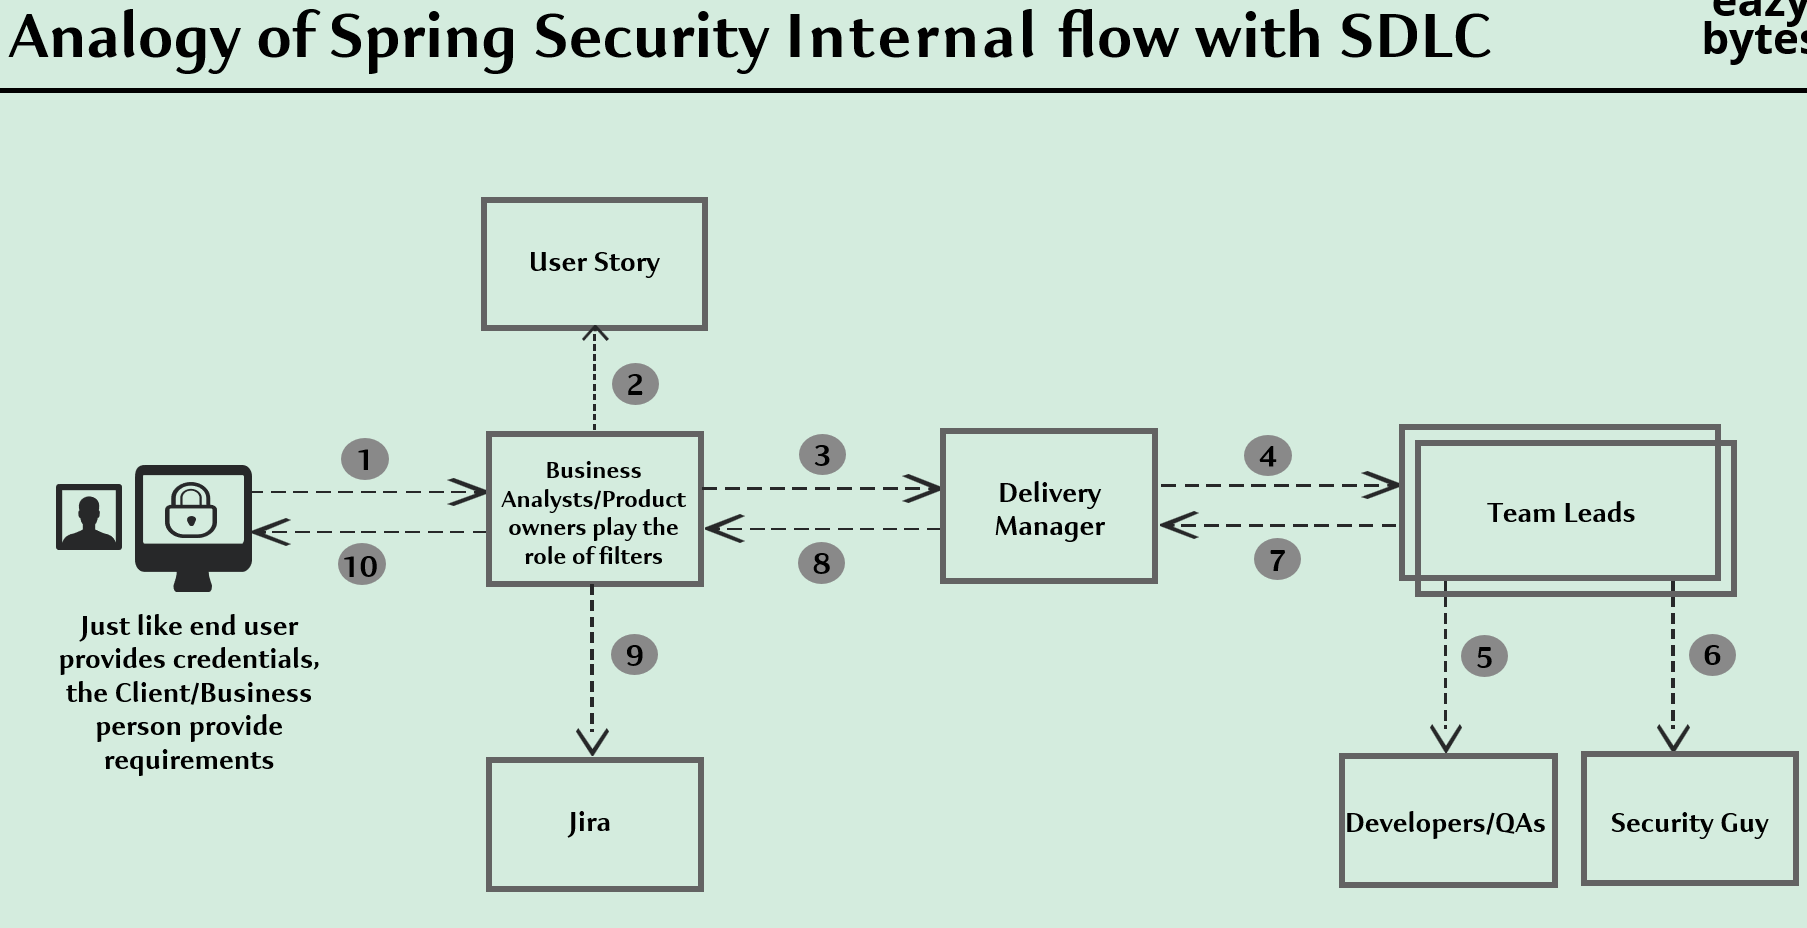 Analogy of Spring Security Internal flow with SDLC
eazy
bytes
User Story
2
1
3
4
Business
Analysts/Product
owners play the
role of filters
Delivery
Manager
Team Leads
10
8
7
Just like end user
provides credentials,
the Client/Business
person provide
requirements
9
5
6
Jira
Developers/QAs
Security Guy